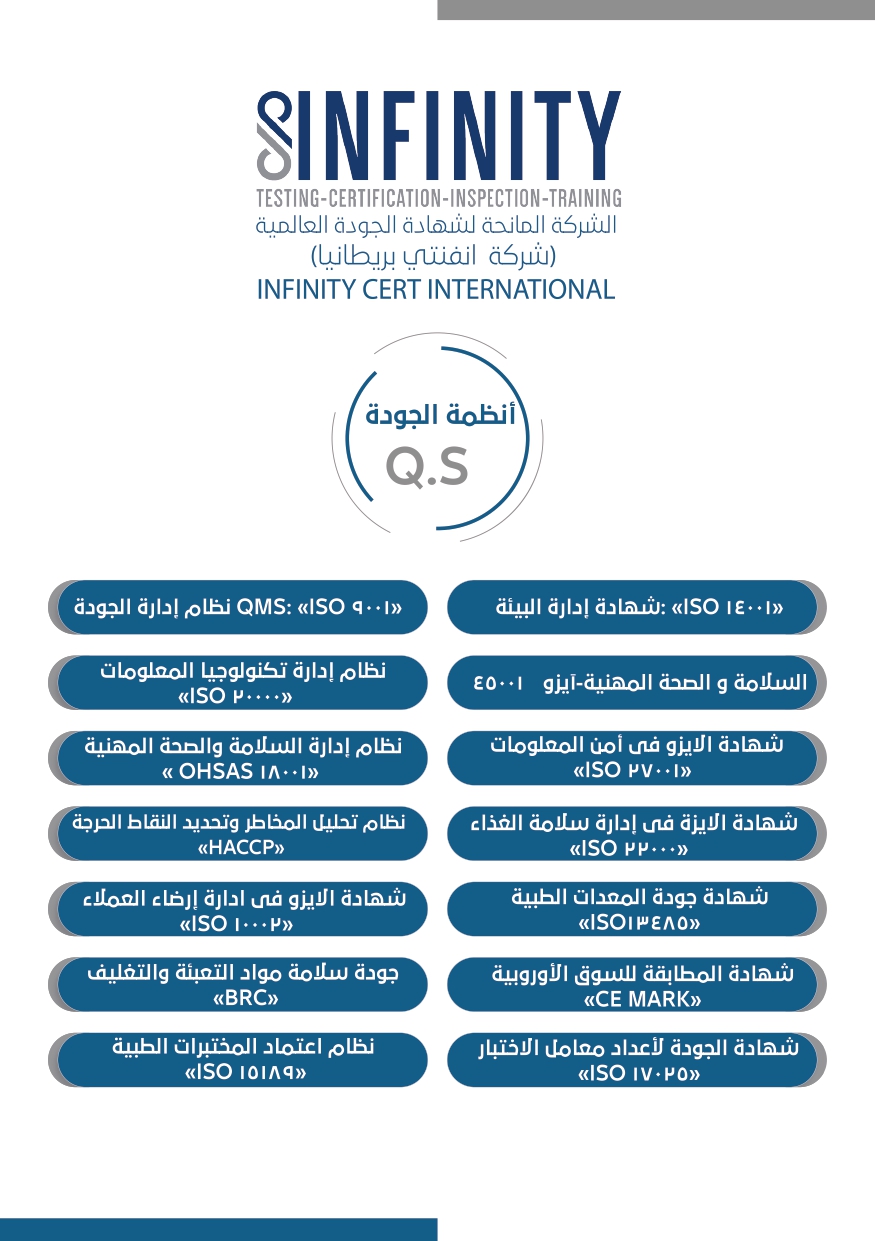 INFINITY
TESTING-CERTIFICATION-INSPECTION-TRAINING
الشركة المانحة لشهادة الجودة العالمية
(شركة انفنتي بريطانيا)
INFINITY CERT INTERNATIONAL
أنظمة الجودة
Q.S
«ISO ١٤٠٠١» :شهادة إدارة البيئة
نظام إدارة الجودة QMS: «ISO ٩٠٠١»
السلامة و الصحة المهنية-آيزو ٤٥٠٠١
نظام إدارة تكنولوجيا المعلومات
«ISO ٢٠٠٠٠»
شهادة الايزو فى أمن المعلومات
«ISO ٢٧٠٠١»
نظام إدارة السلامة والصحة المهنية
« OHSAS ١٨٠٠١»
شهادة الايزة فى إدارة سلامة الغذاء
«ISO ٢٢٠٠٠»
نظام تحليل المخاطر وتحديد النقاط الحرجة
«HACCP»
شهادة جودة المعدات الطبية
«ISO١٣٤٨٥»
شهادة الايزو فى ادارة إرضاء العملاء
«ISO ١٠٠٠٢»
شهادة المطابقة للسوق الأوروبية
«CE MARK»
جودة سلامة مواد التعبئة والتغليف
«BRC»
شهادة الجودة لأعداد معامل الاختبار
«ISO ١٧٠٢٥»
نظام اعتماد المختبرات الطبية
«ISO ١٥١٨٩»